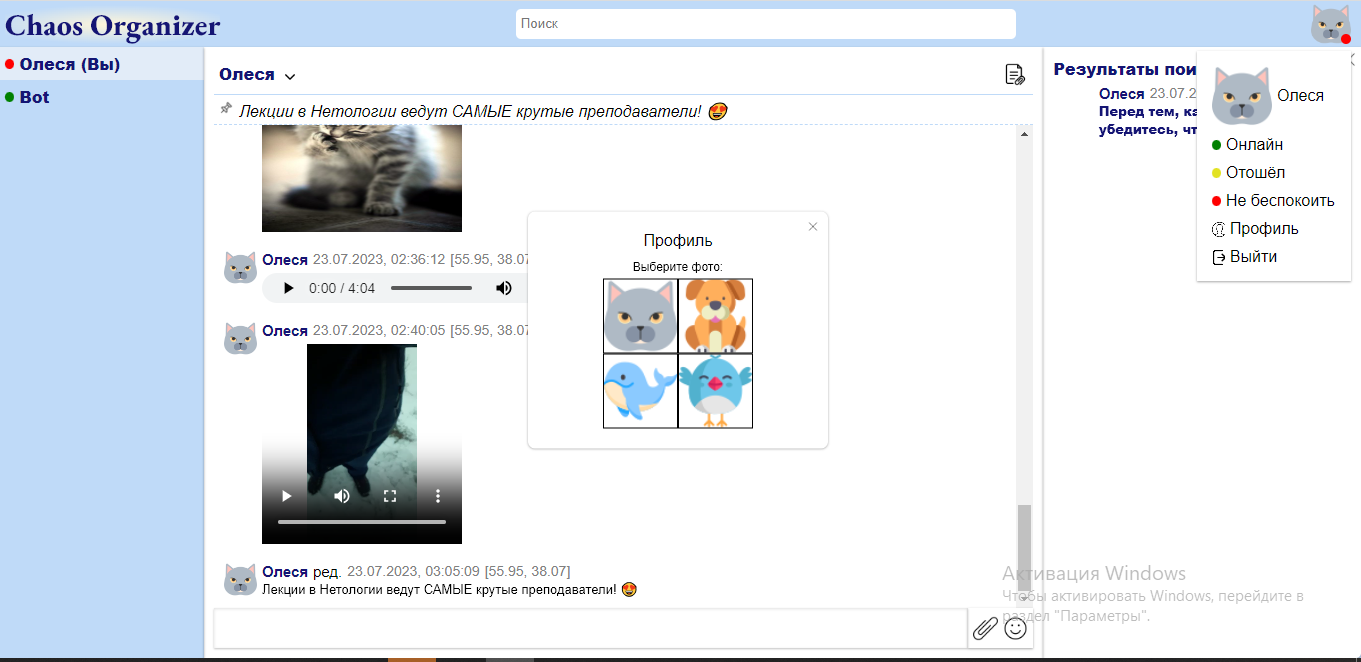 Chaos Organizer
Поиск
Олеся (Вы)
Bot
Олеся
Лекции в Нетологии ведут САМЫЕ крутые преподаватели! 😍
Олеся 23.07.2023, 02:36:12 [55.95, 38.07
0:00 / 4:04
Олеся 23.07.2023, 02:40:05 [55.95, 38.07
Олеся ред. 23.07.2023, 03:05:09 [55.95, 38.07]
Лекции в Нетологии ведут САМЫЕ крутые преподаватели! 😍
Профиль
Выберите фото:
Результаты пои
Олеся 23.07.2
Перед тем, ка
убедитесь, чт
Олеся
Онлайн
Отошёл
Не беспокоить
Профиль
Выйти
Активация Windows
Чтобы активировать Windows, перейдите в
раздел "Параметры".